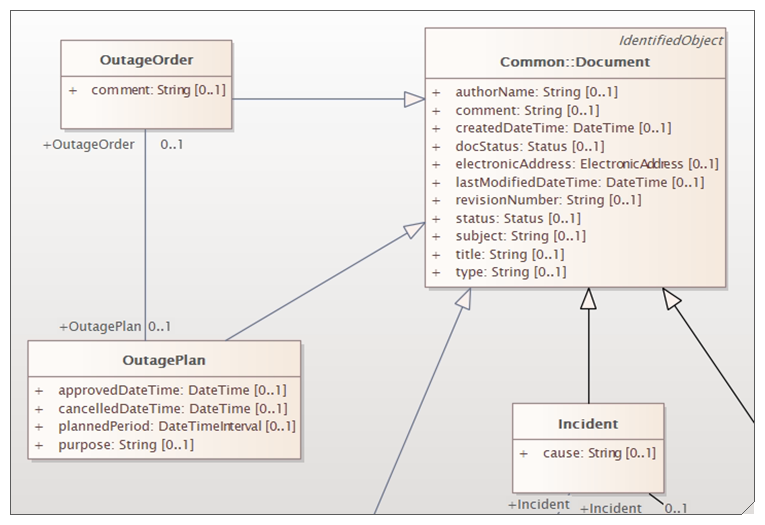 OutageOrder
+ comment: String [0..1]
+OutageOrder 0..1
IdentifiedObject
Common::Document
+ authorName: String [0..1]
+ comment: String [0..1]
+ createdDateTime: DateTime [0..1]
+ docStatus: Status [0..1]
+ electronicAddress: ElectronicAddress [0..1]
+ lastModifiedDateTime: DateTime [0..1]
+ revisionNumber: String [0..1]
+ status: Status [0..1]
+ subject: String [0..1]
+ title: String [0..1]
+ type: String [0..1]
+OutagePlan 0..1
OutagePlan
+ approvedDateTime: DateTime [0..1]
+ cancelledDateTime: DateTime [0..1]
+ plannedPeriod: DateTimeInterval [0..1]
+ purpose: String [0..1]
Incident
+ cause: String [0..1]
+Incident +Incident 0..1